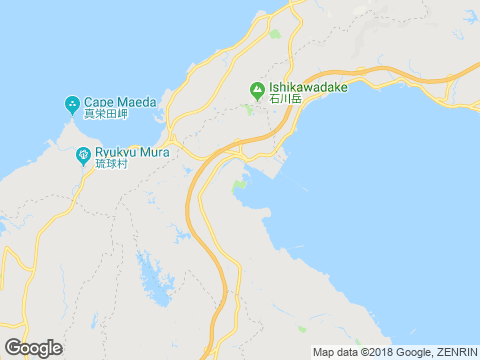 Ishikawadake
石川岳
Cape Maeda
真栄田岬
Ryukyu Mura
琉球村
Google
Map data ©2018 Google, ZENRIN